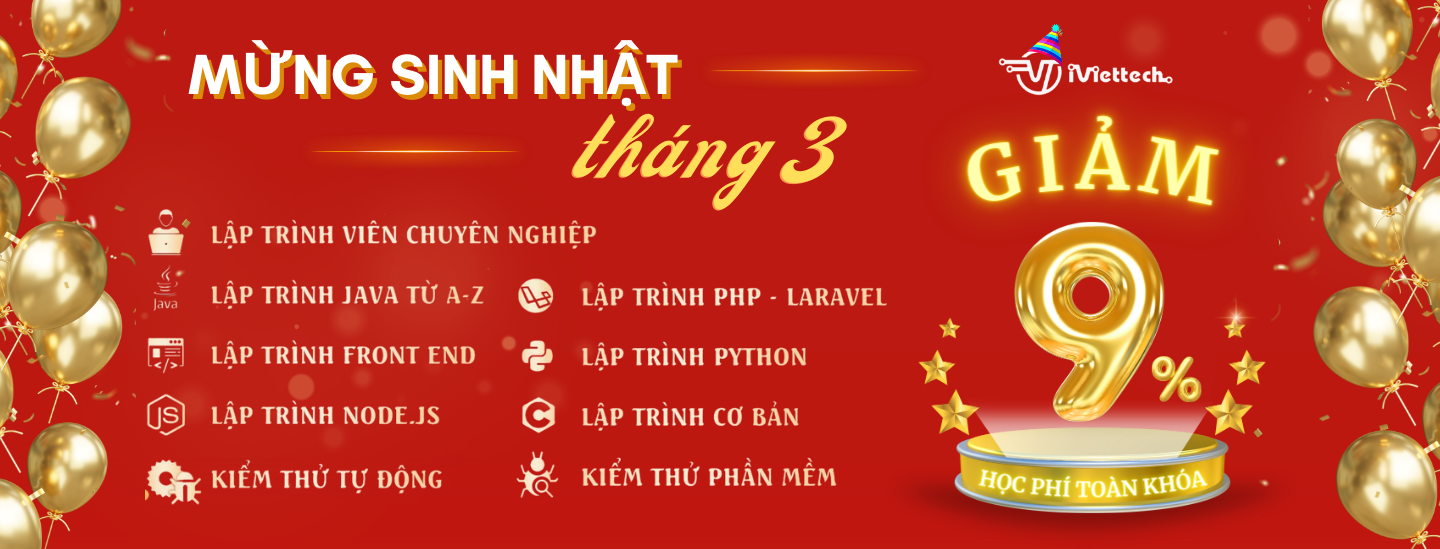 MỪNG SINH NHẬT
tháng 3
LẬP TRÌNH VIÊN CHUYÊN NGHIỆP
Java
LẬP TRÌNH JAVA TỪ A-Z
LẬP TRÌNH PHP - LARAVEL
</>
LẬP TRÌNH FRONT END
LẬP TRÌNH PYTHON
JS
LẬP TRÌNH NODE.JS
C
LẬP TRÌNH CƠ BẢN
KIỂM THỬ TỰ ĐỘNG
KIỂM THỬ PHẦN MỀM
iViettech
GIẢM
9%
HỌC PHÍ TOÀN KHÓA